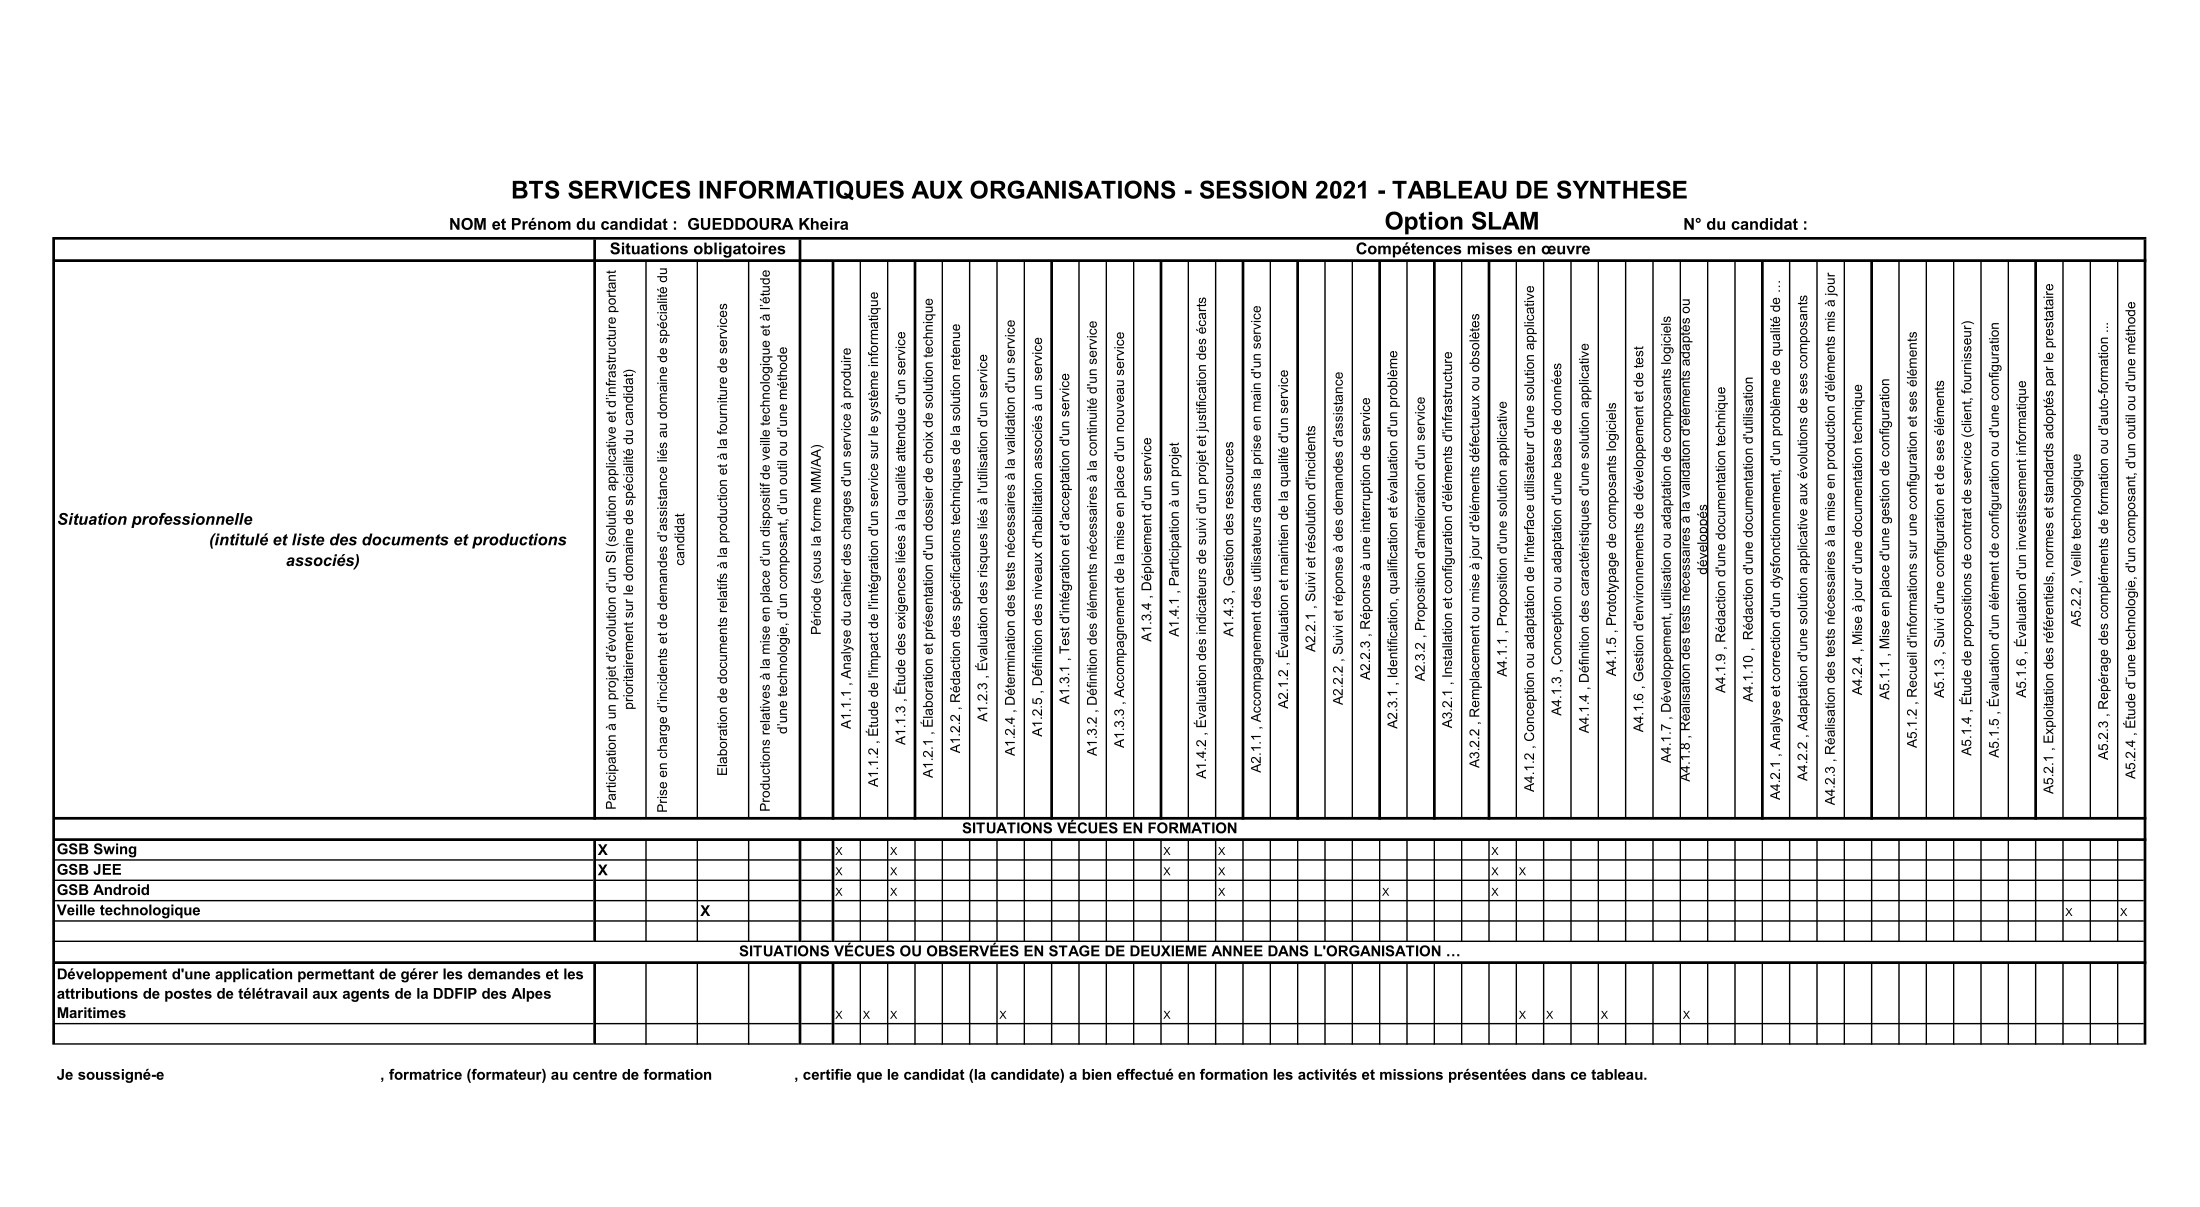 BTS SERVICES INFORMATIQUES AUX ORGANISATIONS - SESSION 2021 - TABLEAU DE SYNTHESE
NOM et Prénom du candidat : GUEDDOURA Kheira
Option SLAM
N° du candidat :
Situations obligatoires
Compétences mises en œuvre
Situation professionnelle
(intitulé et liste des documents et productions
associés)
Participation à un projet d'évolution d'un SI (solution applicative et d'infrastructure portant
prioritairement sur le domaine de spécialité du candidat)
Prise en charge d'incidents et de demandes d'assistance liés au domaine de spécialité du
candidat
Elaboration de documents relatifs à la production et à la fourniture de services
Productions relatives à la mise en place d'un dispositif de veille technologique et à l'étude
d'une technologie, d'un composant, d'un outil ou d'une méthode
Période (sous la forme MM/AA)
A1.1.1 , Analyse du cahier des charges d'un service à produire
A1.1.2 , Étude de l'impact de l'intégration d'un service sur le système informatique
A1.1.3 , Étude des exigences liées à la qualité attendue d'un service
A1.2.1 , Élaboration et présentation d'un dossier de choix de solution technique
A1.2.2 , Rédaction des spécifications techniques de la solution retenue
A1.2.3 , Évaluation des risques liés à l'utilisation d'un service
A1.2.4 , Détermination des tests nécessaires à la validation d'un service
A1.2.5 , Définition des niveaux d'habilitation associés à un service
A1.3.1 , Test d'intégration et d'acceptation d'un service
A1.3.2 , Définition des éléments nécessaires à la continuité d'un service
A1.3.3 , Accompagnement de la mise en place d'un nouveau service
A1.3.4 , Déploiement d'un service
A1.4.1 , Participation à un projet
A1.4.2 , Évaluation des indicateurs de suivi d'un projet et justification des écarts
A1.4.3 , Gestion des ressources
A2.1.1 , Accompagnement des utilisateurs dans la prise en main d'un service
A2.1.2 , Évaluation et maintien de la qualité d'un service
A2.2.1 , Suivi et résolution d'incidents
A2.2.2 , Suivi et réponse à des demandes d'assistance
A2.2.3 , Réponse à une interruption de service
A2.3.1 , Identification, qualification et évaluation d'un problème
A2.3.2 , Proposition d'amélioration d'un service
A3.2.1 , Installation et configuration d'éléments d'infrastructure
A3.2.2 , Remplacement ou mise à jour d'éléments défectueux ou obsolètes
A4.1.1 , Proposition d'une solution applicative
A4.1.2 , Conception ou adaptation de l'interface utilisateur d'une solution applicative
A4.1.3 , Conception ou adaptation d'une base de données
A4.1.4 , Définition des caractéristiques d'une solution applicative
A4.1.5 , Prototypage de composants logiciels
A4.1.6 , Gestion d'environnements de développement et de test
A4.1.7 , Développement, utilisation ou adaptation de composants logiciels
A4.1.8 , Réalisation des tests nécessaires à la validation d'éléments adaptés ou
développés
A4.1.9 , Rédaction d'une documentation technique
A4.1.10 , Rédaction d'une documentation d'utilisation
A4.2.1 , Analyse et correction d'un dysfonctionnement, d'un problème de qualité de …
A4.2.2 , Adaptation d'une solution applicative aux évolutions de ses composants
A4.2.3 , Réalisation des tests nécessaires à la mise en production d'éléments mis à jour
A4.2.4 , Mise à jour d'une documentation technique
A5.1.1 , Mise en place d'une gestion de configuration
A5.1.2 , Recueil d'informations sur une configuration et ses éléments
A5.1.3 , Suivi d'une configuration et de ses éléments
A5.1.4 , Étude de propositions de contrat de service (client, fournisseur)
A5.1.5 , Évaluation d'un élément de configuration ou d'une configuration
A5.1.6 , Évaluation d'un investissement informatique
A5.2.1 , Exploitation des référentiels, normes et standards adoptés par le prestataire
A5.2.2 , Veille technologique
A5.2.3 , Repérage des compléments de formation ou d'auto-formation ...
A5.2.4 , Étude d'une technologie, d'un composant, d'un outil ou d'une méthode
SITUATIONS VÉCUES EN FORMATION
GSB Swing X x x x x x
GSB JEE X x x x x x x
GSB Android x x x x x
Veille technologique X x x
SITUATIONS VÉCUES OU OBSERVÉES EN STAGE DE DEUXIEME ANNEE DANS L'ORGANISATION …
Développement d'une application permettant de gérer les demandes et les
attributions de postes de télétravail aux agents de la DDFIP des Alpes
Maritimes x x x x x x x x x
Je soussigné-e , formatrice (formateur) au centre de formation , certifie que le candidat (la candidate) a bien effectué en formation les activités et missions présentées dans ce tableau.